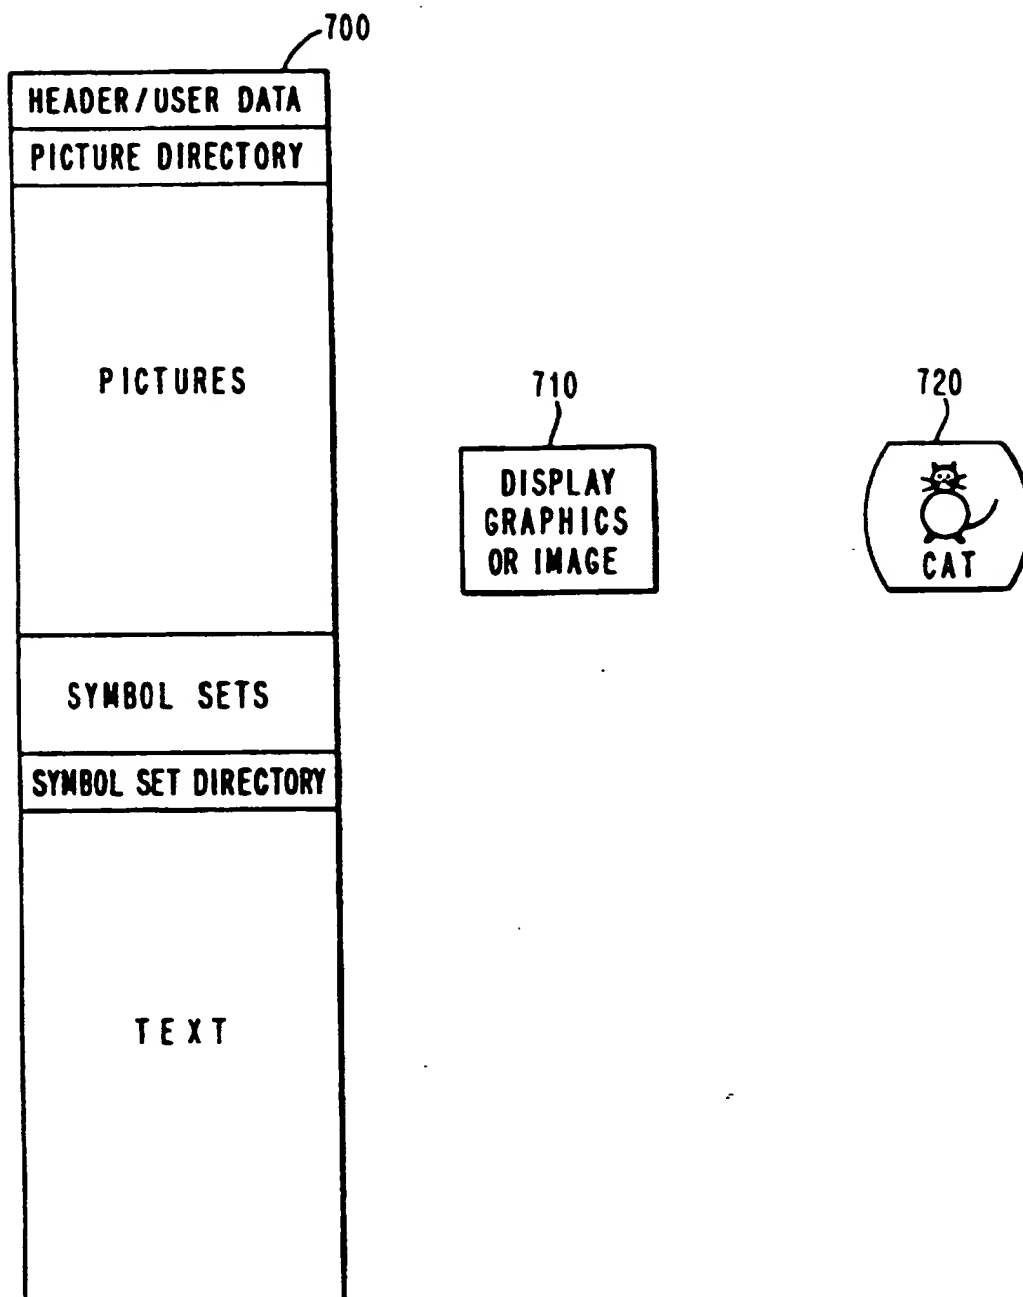 700
HEADER/USER DATA
PICTURE DIRECTORY
PICTURES
SYMBOL SETS
SYMBOL SET DIRECTORY
TEXT
710
DISPLAY
GRAPHICS
OR IMAGE
720
CAT